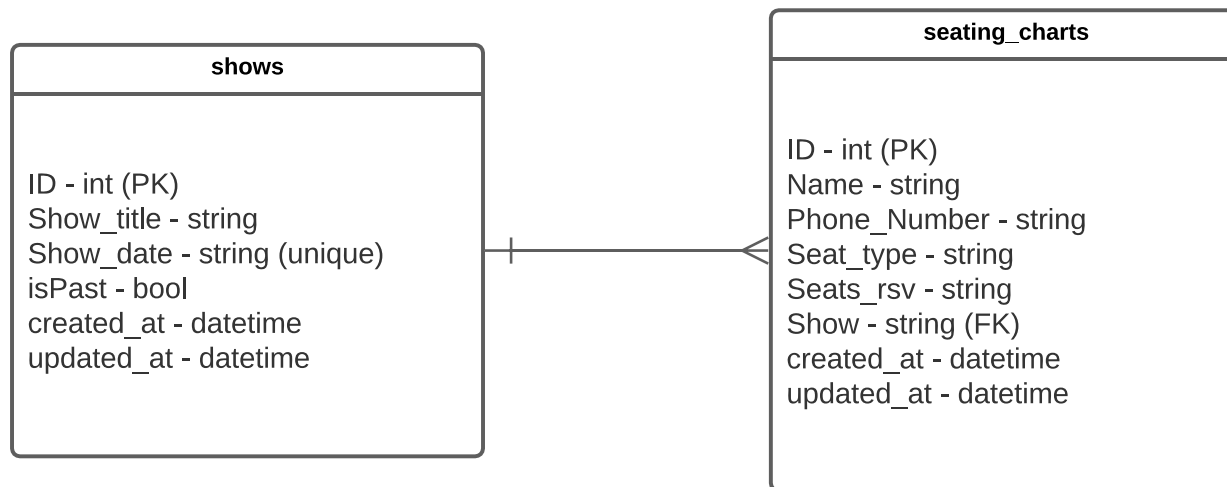 shows
ID - int (PK)
Show_title - string
Show_date - string (unique)
isPast - bool
created_at - datetime
updated_at - datetime
seating_charts
ID - int (PK)
Name - string
Phone_Number - string
Seat_type - string
Seats_rsv - string
Show - string (FK)
created_at - datetime
updated_at - datetime